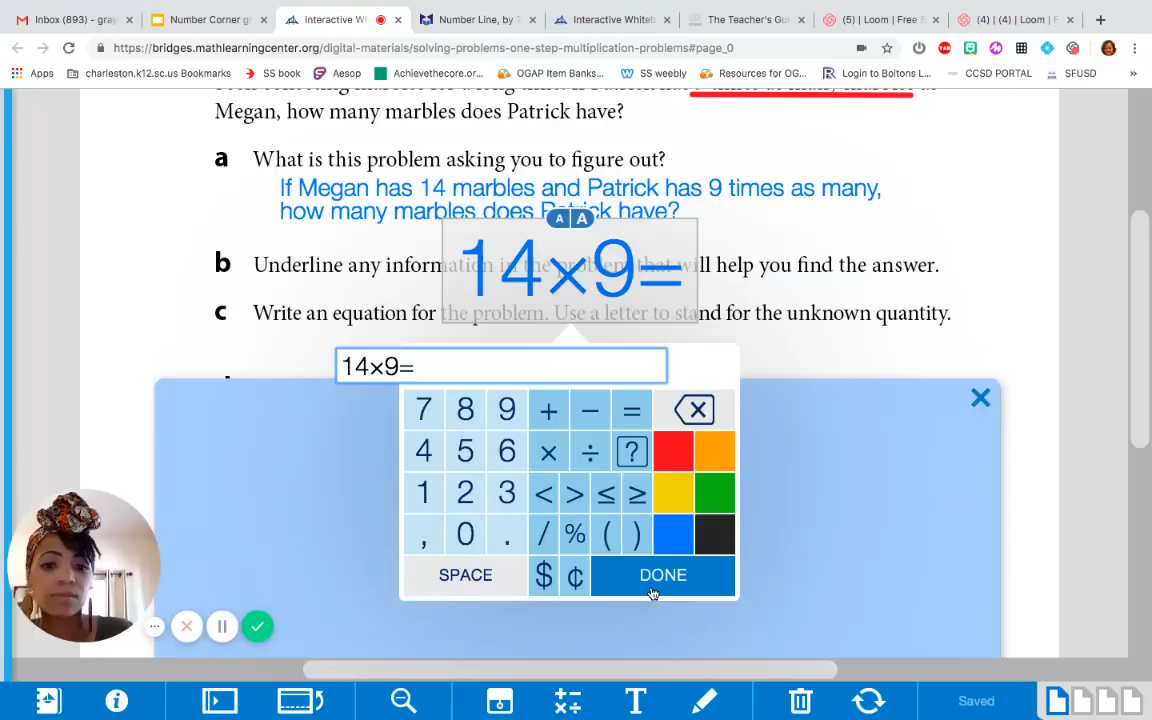 Inbox (893) - gray
Number Corner gr
Interactive W
Number Line, by T
Interactive Whiteb
The Teacher's Gui
(5) | Loom | Free S
(4) | (4) | Loom | F
https://bridges.mathlearningcenter.org/digital-materials/solving-problems-one-step-multiplication-problems#page_0
Apps
charleston.k12.sc.us Bookmarks
SS book
Aesop
Achievethecore.or...
OGAP Item Banks...
SS weekly
Resources for OG...
Login to Boltons L...
CCSD PORTAL
SFUSD
»
Megan, how many marbles does Patrick have?
a What is this problem asking you to figure out?
If Megan has 14 marbles and Patrick has 9 times as many,
how many marbles does Patrick have?
A A
14×9=
b Underline any information in the problem that will help you find the answer.
c Write an equation for the problem. Use a letter to stand for the unknown quantity.
14×9=
7 8 9 + − =
4 5 6 × ÷ ?
1 2 3 < > ≤ ≥
, 0 . / % ( )
SPACE $ ¢ DONE
T
Saved